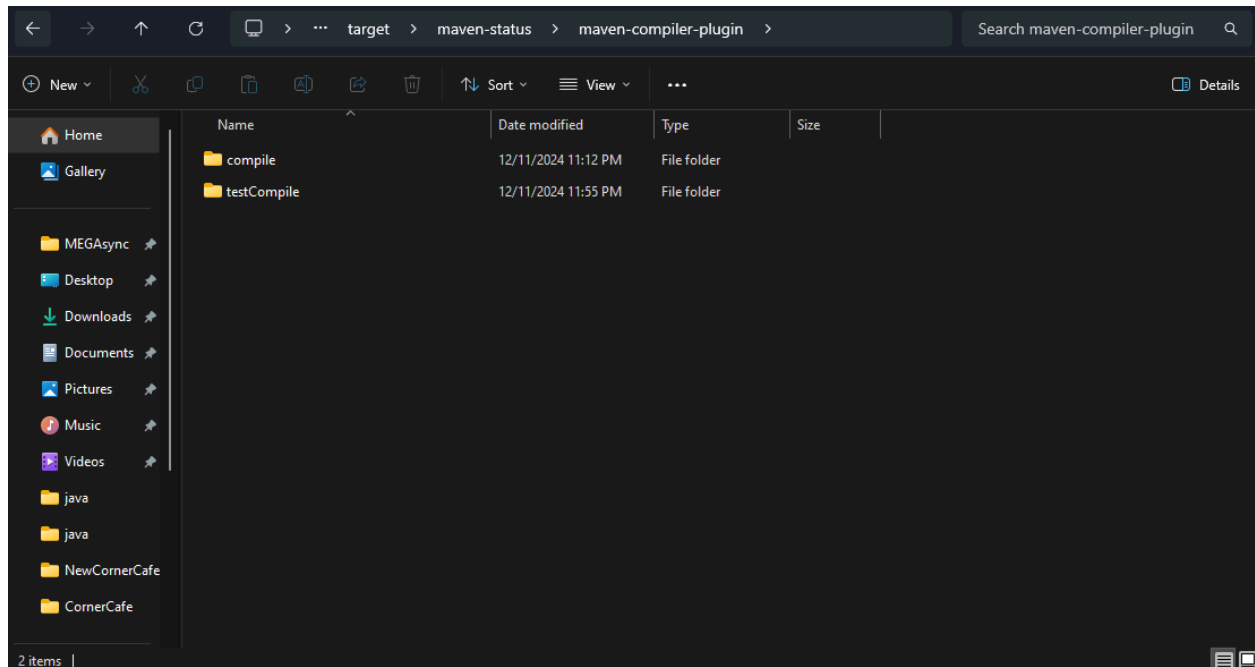 ··· target > maven-status > maven-compiler-plugin > Search maven-compiler-plugin
New Sort View ··· Details
Name Date modified Type Size
compile 12/11/2024 11:12 PM File folder
testCompile 12/11/2024 11:55 PM File folder
Home
Gallery
MEGAsync
Desktop
Downloads
Documents
Pictures
Music
Videos
java
java
NewCornerCafe
CornerCafe
2 items